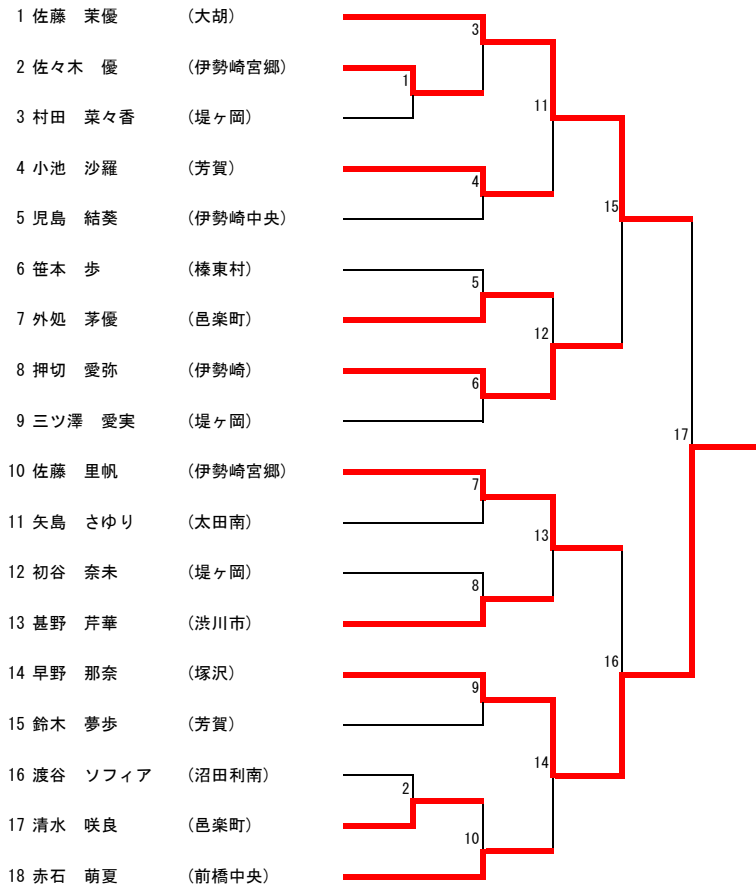 1 佐藤 茉優 (大胡)
3
2 佐々木 優 (伊勢崎宮郷)
1
11
3 村田 菜々香 (堤ヶ岡)
4 小池 沙羅 (芳賀)
4
15
5 児島 結葵 (伊勢崎中央)
6 笹本 歩 (榛東村)
5
7 外処 茅優 (邑楽町)
12
8 押切 愛弥 (伊勢崎)
6
9 三ツ澤 愛実 (堤ヶ岡)
17
10 佐藤 里帆 (伊勢崎宮郷)
7
11 矢島 さゆり (太田南)
13
12 初谷 奈未 (堤ヶ岡)
8
13 甚野 芹華 (渋川市)
16
14 早野 那奈 (塚沢)
9
15 鈴木 夢歩 (芳賀)
14
16 渡谷 ソフィア (沼田利南)
2
17 清水 咲良 (邑楽町)
10
18 赤石 萌夏 (前橋中央)